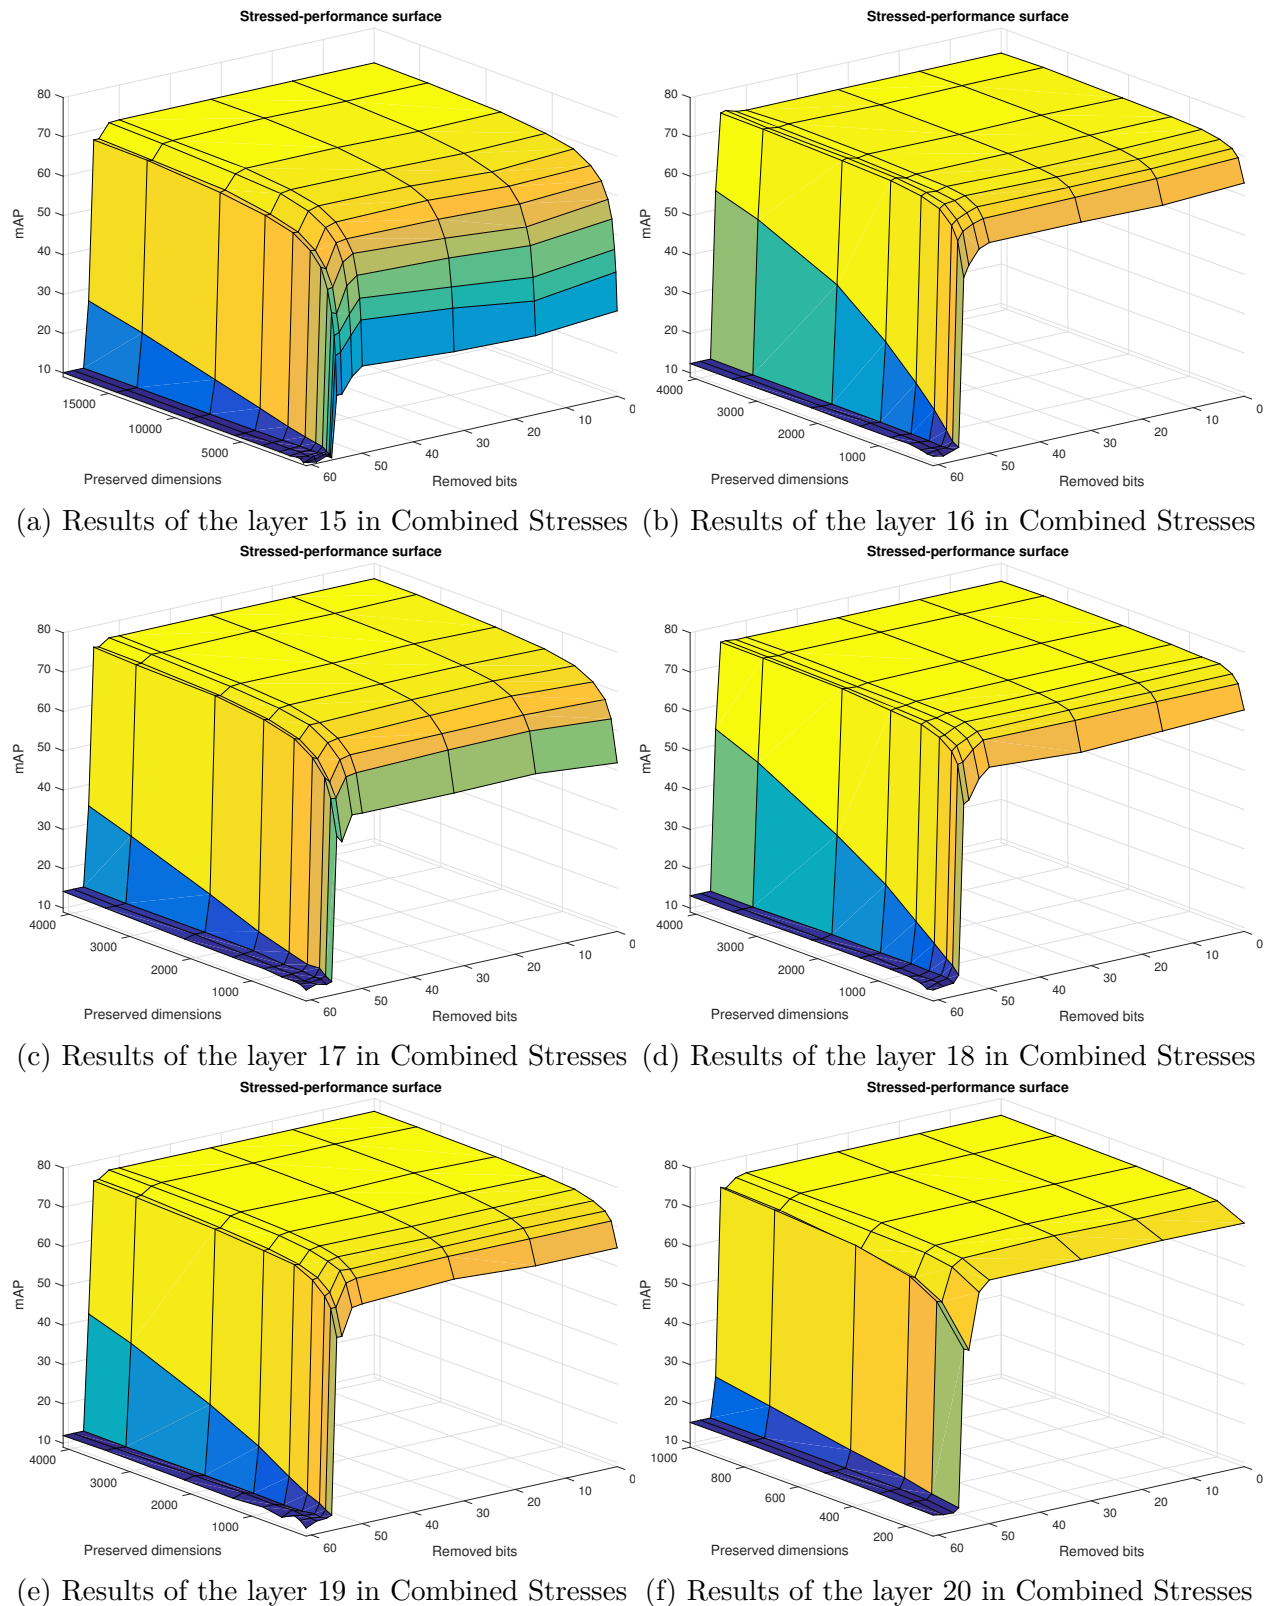 Stressed-performance surface Stressed-performance surface
80 80
70 70
60 60
50 50
mAP mAP
40 40
30 30
20 20
10 10
15000 10000 5000 4000 3000 2000 1000
60 50 40 30 20 10 0 60 50 40 30 20 10 0
Preserved dimensions Removed bits Preserved dimensions Removed bits
(a) Results of the layer 15 in Combined Stresses (b) Results of the layer 16 in Combined Stresses
Stressed-performance surface Stressed-performance surface
80 80
70 70
60 60
50 50
mAP mAP
40 40
30 30
20 20
10 10
4000 3000 2000 1000 4000 3000 2000 1000
60 50 40 30 20 10 0 60 50 40 30 20 10 0
Preserved dimensions Removed bits Preserved dimensions Removed bits
(c) Results of the layer 17 in Combined Stresses (d) Results of the layer 18 in Combined Stresses
Stressed-performance surface Stressed-performance surface
80 80
70 70
60 60
50 50
mAP mAP
40 40
30 30
20 20
10 10
4000 3000 2000 1000 1000 800 600 400 200
60 50 40 30 20 10 0 60 50 40 30 20 10 0
Preserved dimensions Removed bits Preserved dimensions Removed bits
(e) Results of the layer 19 in Combined Stresses (f) Results of the layer 20 in Combined Stresses